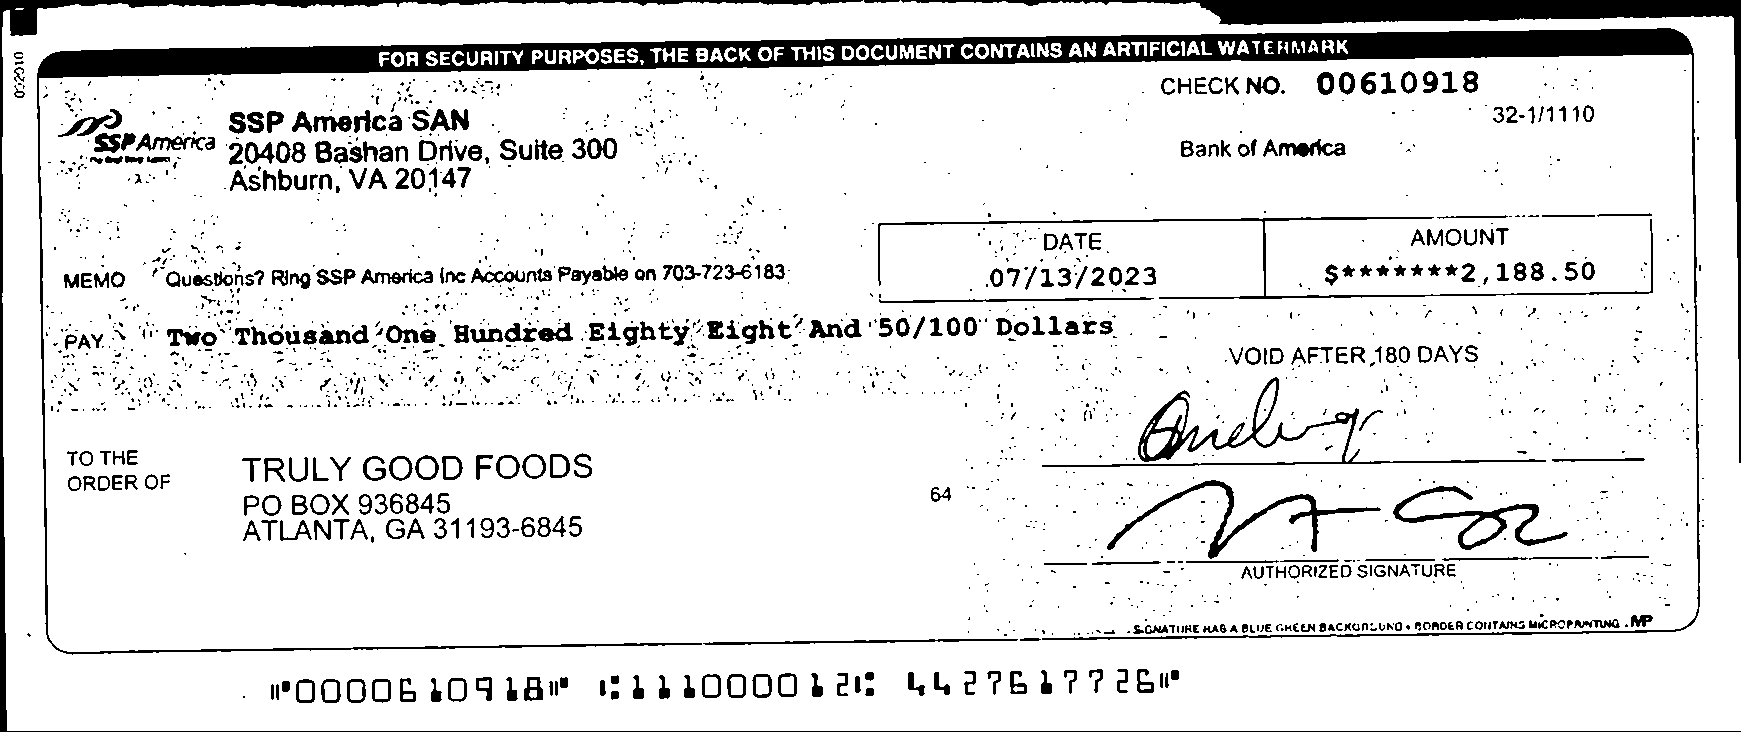 092010
FOR SECURITY PURPOSES, THE BACK OF THIS DOCUMENT CONTAINS AN ARTIFICIAL WATERMARK
CHECK NO. 00610918
32-1/1110
SSP America
SSP America SAN
20408 Bashan Drive, Suite 300
Ashburn, VA 20147
Bank of America
DATE
AMOUNT
MEMO Questions? Ring SSP America Inc Accounts Payable on 703-723-6183
07/13/2023
$*******2,188.50
PAY Two Thousand One Hundred Eighty Eight And 50/100 Dollars
VOID AFTER 180 DAYS
TO THE
ORDER OF
TRULY GOOD FOODS
PO BOX 936845
ATLANTA, GA 31193-6845
64
AUTHORIZED SIGNATURE
SIGNATURE HAS A BLUE GREEN BACKGROUND • BORDER CONTAINS MICROPRINTING . MP
⑈0000610918⑈ ⑆111000012⑆ 4427617726⑈